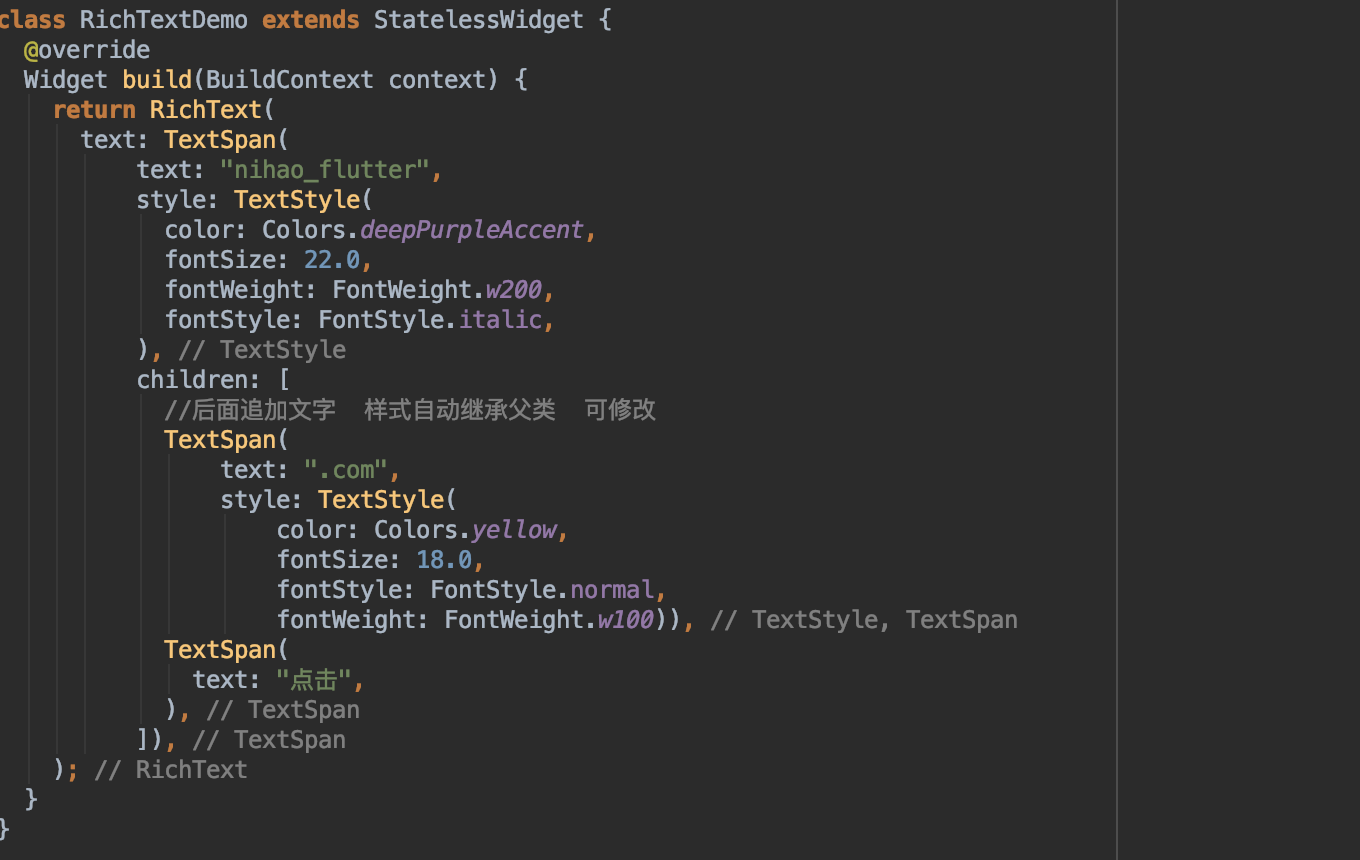 class RichTextDemo extends StatelessWidget {
  @override
  Widget build(BuildContext context) {
    return RichText(
      text: TextSpan(
          text: "nihao_flutter",
          style: TextStyle(
            color: Colors.deepPurpleAccent,
            fontSize: 22.0,
            fontWeight: FontWeight.w200,
            fontStyle: FontStyle.italic,
          ), // TextStyle
          children: [
            //后面追加文字  样式自动继承父类  可修改
            TextSpan(
                text: ".com",
                style: TextStyle(
                    color: Colors.yellow,
                    fontSize: 18.0,
                    fontStyle: FontStyle.normal,
                    fontWeight: FontWeight.w100)), // TextStyle, TextSpan
            TextSpan(
              text: "点击",
            ), // TextSpan
          ]), // TextSpan
    ); // RichText
  }
}